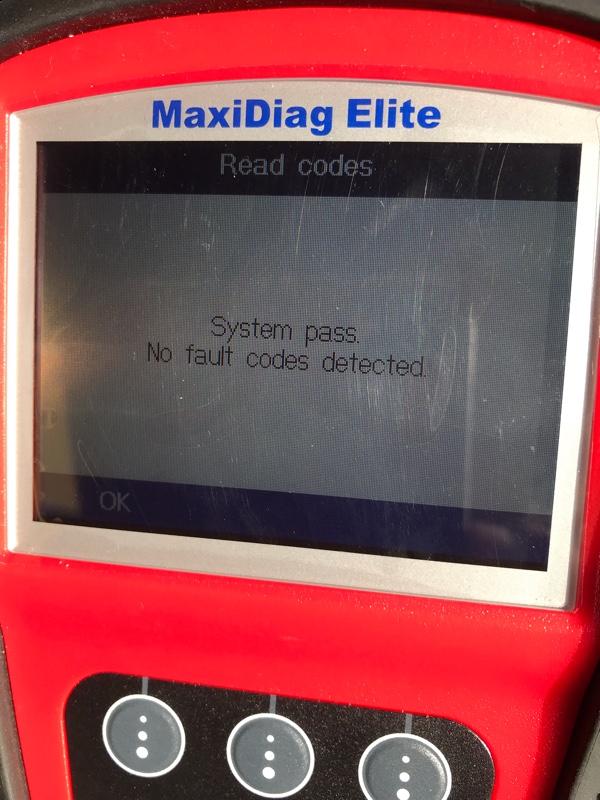 MaxiDiag Elite
Read codes
System pass.
No fault codes detected.
OK